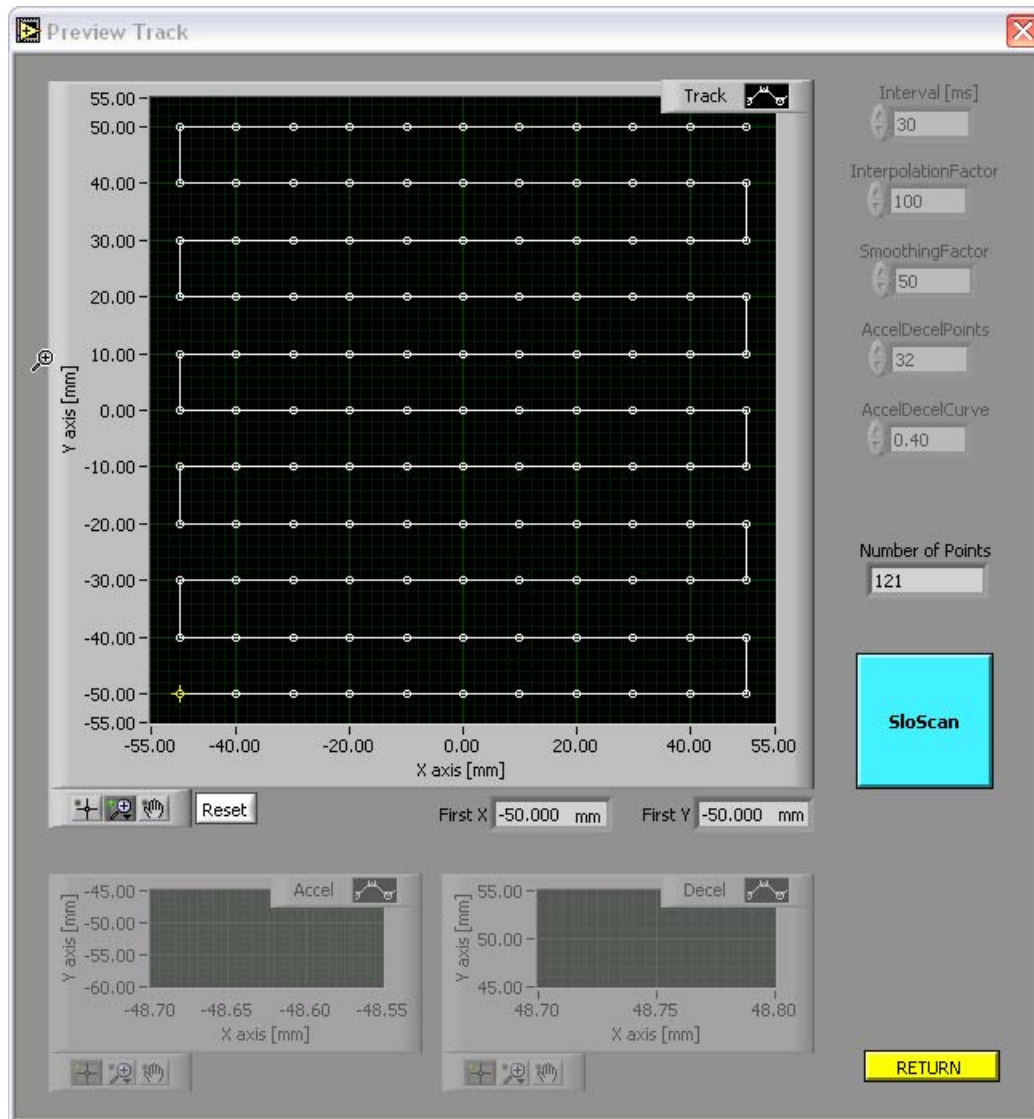 Preview Track
Track
55.00
50.00
40.00
30.00
20.00
10.00
0.00
-10.00
-20.00
-30.00
-40.00
-50.00
-55.00
Y axis [mm]
-55.00 -40.00 -20.00 0.00 20.00 40.00 55.00
X axis [mm]
Reset
First X -50.000 mm
First Y -50.000 mm
Interval [ms]
30
InterpolationFactor
100
SmoothingFactor
50
AccelDecelPoints
32
AccelDecelCurve
0.40
Number of Points
121
SloScan
Accel
-45.00
-50.00
-55.00
-60.00
Y axis [mm]
-48.70 -48.65 -48.60 -48.55
X axis [mm]
Decel
55.00
50.00
45.00
Y axis [mm]
48.70 48.75 48.80
X axis [mm]
RETURN